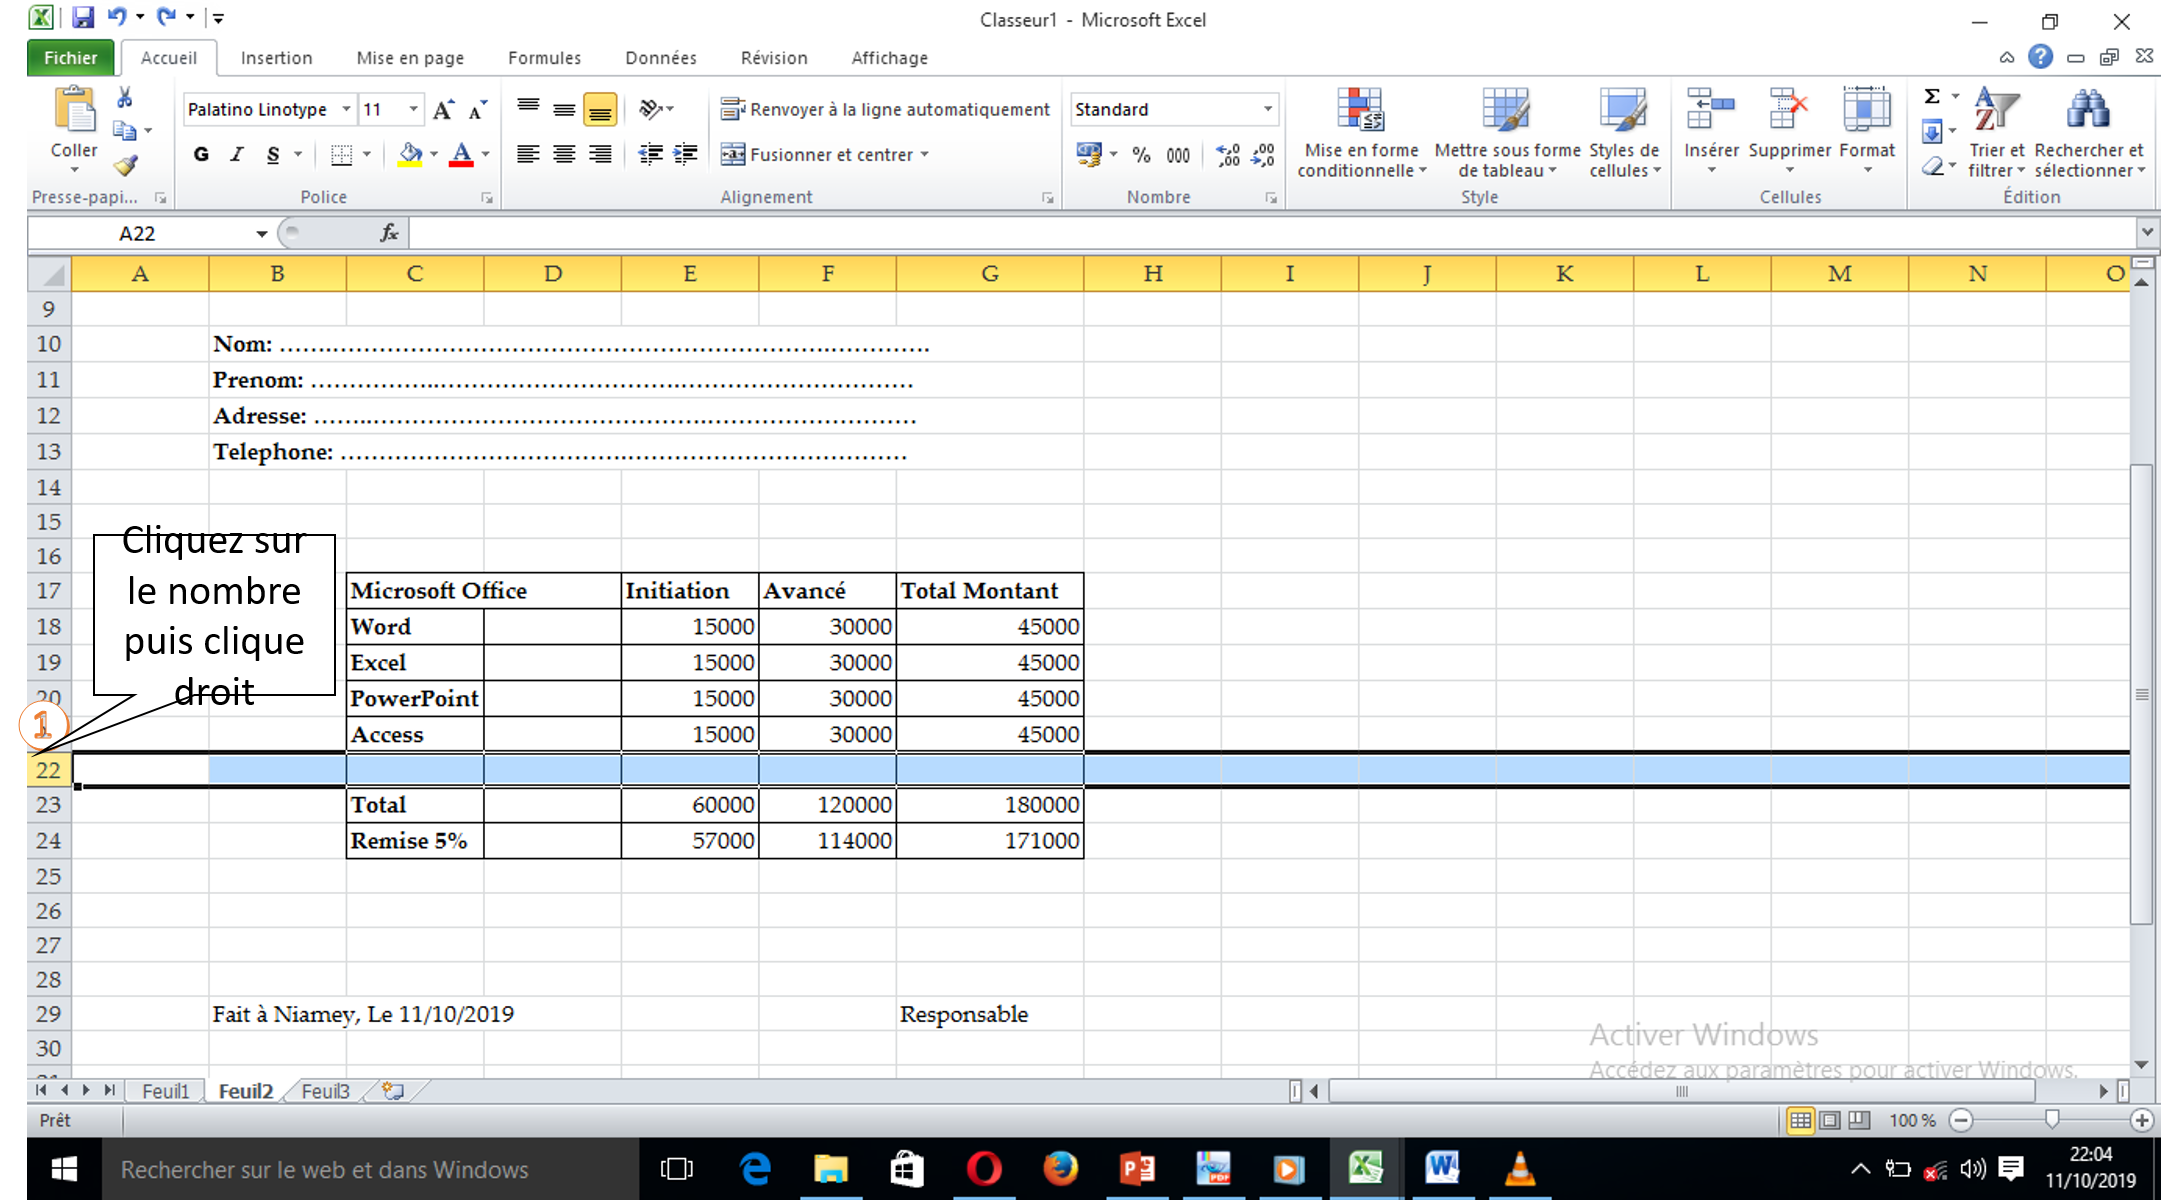 Classeur1 - Microsoft Excel
Fichier Accueil Insertion Mise en page Formules Données Révision Affichage
Coller
Presse-papi...
Palatino Linotype 11
G I S
Police
Renvoyer à la ligne automatiquement
Fusionner et centrer
Alignement
Standard
% 000
Nombre
Mise en forme conditionnelle
Mettre sous forme de tableau
Styles de cellules
Style
Insérer Supprimer Format
Cellules
Σ
Trier et filtrer
Rechercher et sélectionner
Édition
A22 fx
A B C D E F G H I J K L M N O
9
10 Nom: …………………………………………………………………….
11 Prenom: …………………………………………………………………
12 Adresse: …………………………………………………………………
13 Telephone: ………………………………………………………………
14
15
16
17 Microsoft Office Initiation Avancé Total Montant
18 Word 15000 30000 45000
19 Excel 15000 30000 45000
20 PowerPoint 15000 30000 45000
Access 15000 30000 45000
22
23 Total 60000 120000 180000
24 Remise 5% 57000 114000 171000
25
26
27
28
29 Fait à Niamey, Le 11/10/2019 Responsable
30
Cliquez sur
le nombre
puis clique
droit
1
Activer Windows
Accédez aux paramètres pour activer Windows.
Feuil1 Feuil2 Feuil3
Prêt
100 %
Rechercher sur le web et dans Windows
22:04
11/10/2019